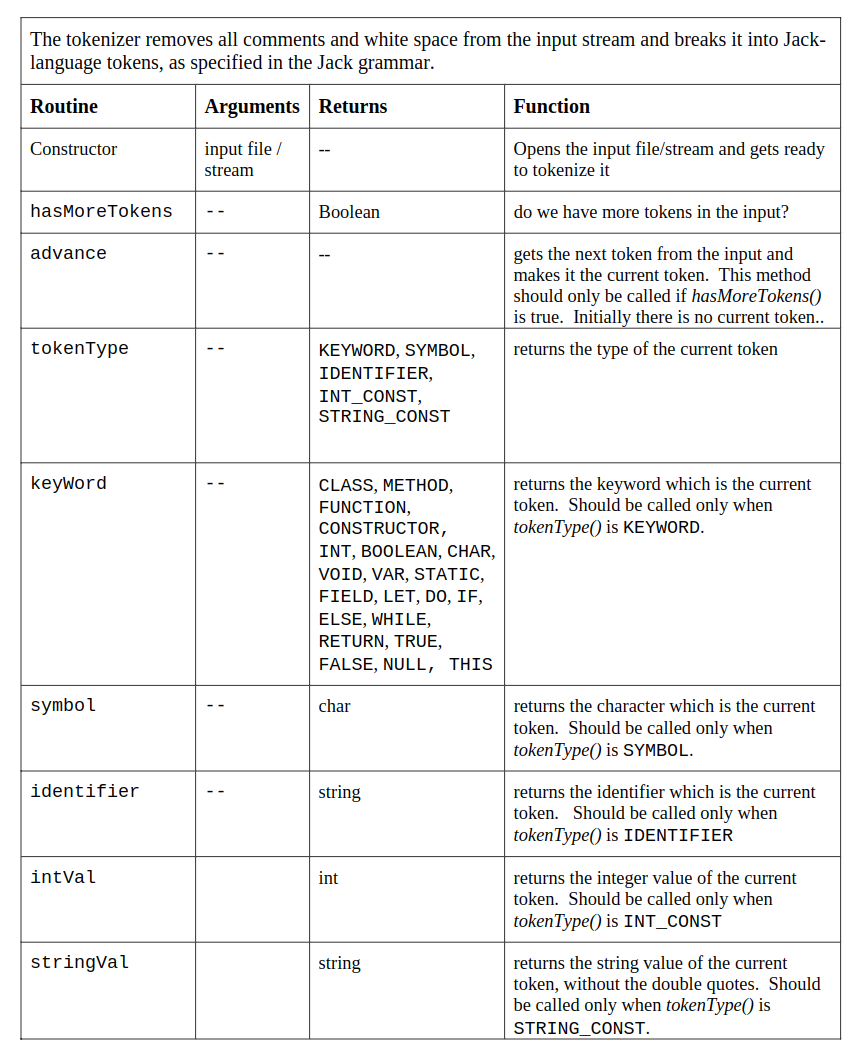 The tokenizer removes all comments and white space from the input stream and breaks it into Jack-
language tokens, as specified in the Jack grammar.
Routine Arguments Returns Function
Constructor input file / -- Opens the input file/stream and gets ready
stream to tokenize it
hasMoreTokens -- Boolean do we have more tokens in the input?
advance -- -- gets the next token from the input and
makes it the current token. This method
should only be called if hasMoreTokens()
is true. Initially there is no current token..
tokenType -- KEYWORD, SYMBOL, returns the type of the current token
IDENTIFIER,
INT_CONST,
STRING_CONST
keyWord -- CLASS, METHOD, returns the keyword which is the current
FUNCTION, token. Should be called only when
CONSTRUCTOR, tokenType() is KEYWORD.
INT, BOOLEAN, CHAR,
VOID, VAR, STATIC,
FIELD, LET, DO, IF,
ELSE, WHILE,
RETURN, TRUE,
FALSE, NULL, THIS
symbol -- char returns the character which is the current
token. Should be called only when
tokenType() is SYMBOL.
identifier -- string returns the identifier which is the current
token. Should be called only when
tokenType() is IDENTIFIER
intVal int returns the integer value of the current
token. Should be called only when
tokenType() is INT_CONST
stringVal string returns the string value of the current
token, without the double quotes. Should
be called only when tokenType() is
STRING_CONST.